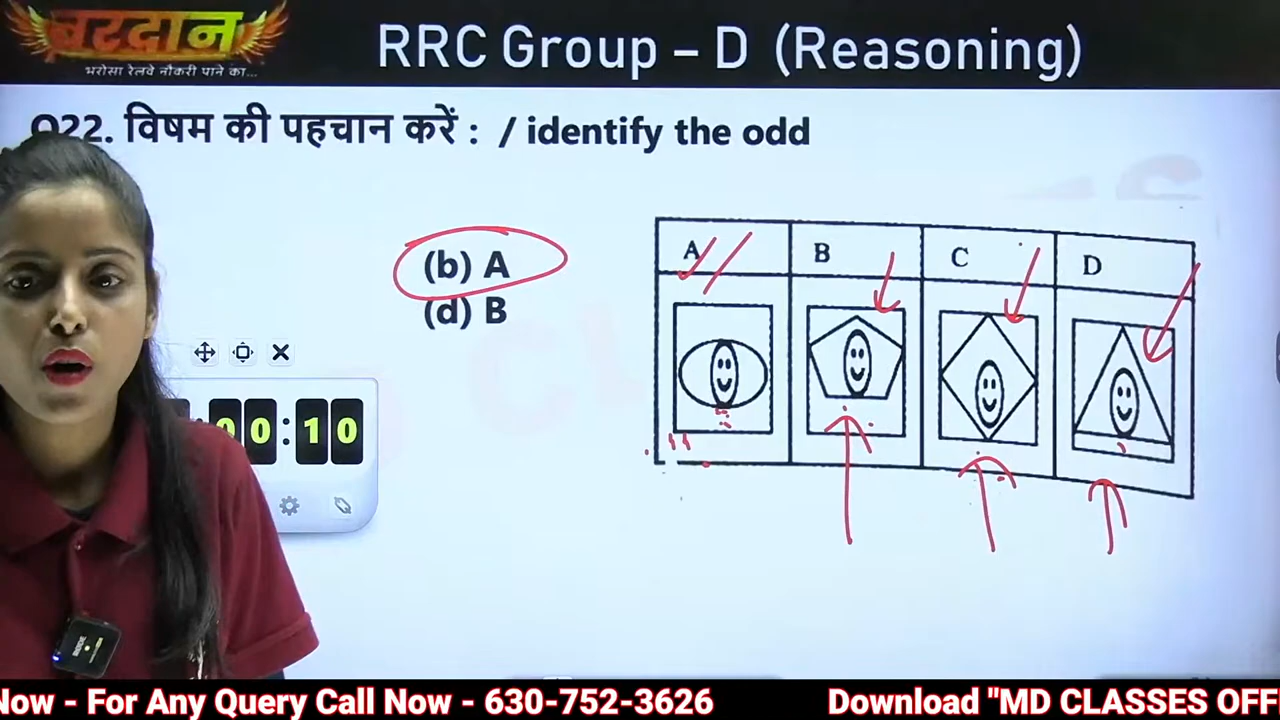 वरदान
भरोसा रेलवे नौकरी पाने का...
RRC Group – D (Reasoning)
Q22. विषम की पहचान करें : / identify the odd
(b) A
(d) B
A
B
C
D
00:10
Now - For Any Query Call Now - 630-752-3626
Download "MD CLASSES OFF